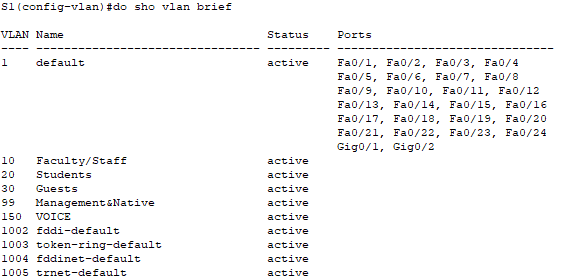 S1(config-vlan)#do sho vlan brief
VLAN Name                             Status    Ports
---- -------------------------------- --------- -------------------------------
1    default                          active    Fa0/1, Fa0/2, Fa0/3, Fa0/4
                                                Fa0/5, Fa0/6, Fa0/7, Fa0/8
                                                Fa0/9, Fa0/10, Fa0/11, Fa0/12
                                                Fa0/13, Fa0/14, Fa0/15, Fa0/16
                                                Fa0/17, Fa0/18, Fa0/19, Fa0/20
                                                Fa0/21, Fa0/22, Fa0/23, Fa0/24
                                                Gig0/1, Gig0/2
10   Faculty/Staff                    active
20   Students                         active
30   Guests                           active
99   Management&Native                active
150  VOICE                            active
1002 fddi-default                     active
1003 token-ring-default               active
1004 fddinet-default                  active
1005 trnet-default                    active